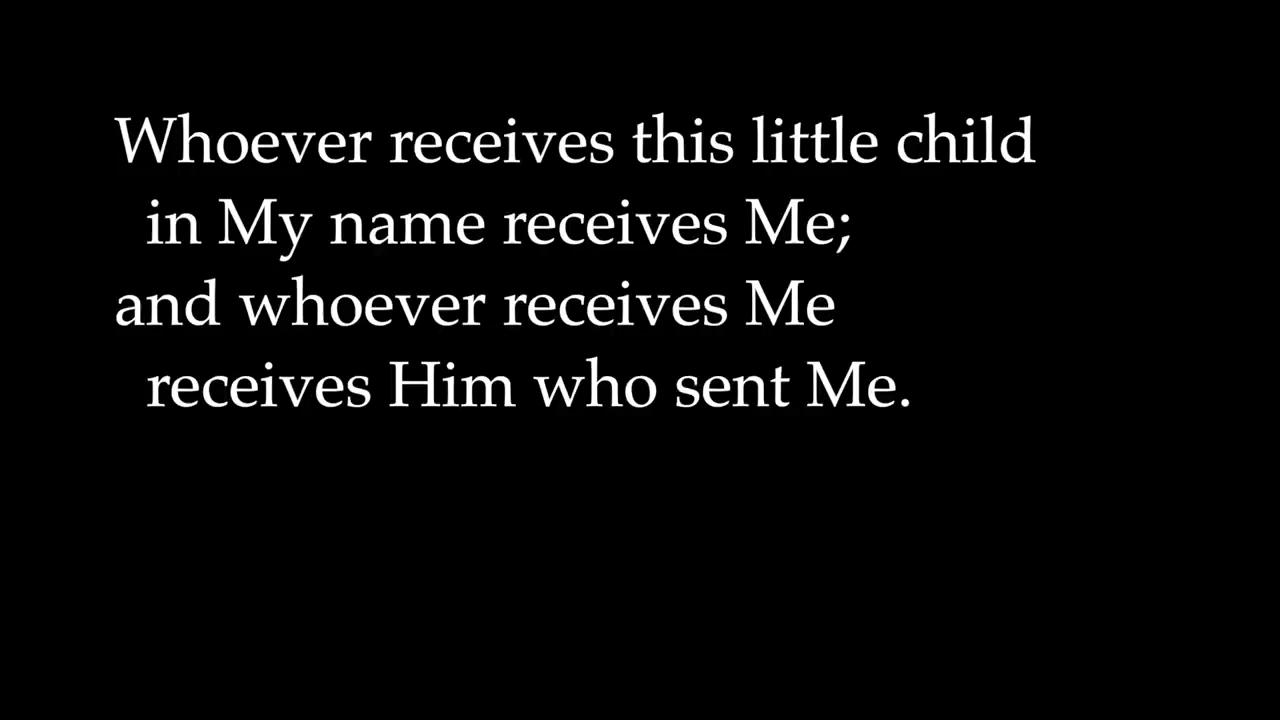 Whoever receives this little child
in My name receives Me;
and whoever receives Me
receives Him who sent Me.